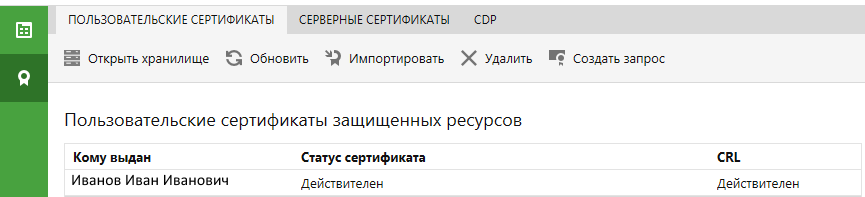 ПОЛЬЗОВАТЕЛЬСКИЕ СЕРТИФИКАТЫ СЕРВЕРНЫЕ СЕРТИФИКАТЫ CDP
Открыть хранилище Обновить Импортировать Удалить Создать запрос
Пользовательские сертификаты защищенных ресурсов
Кому выдан Статус сертификата CRL
Иванов Иван Иванович Действителен Действителен